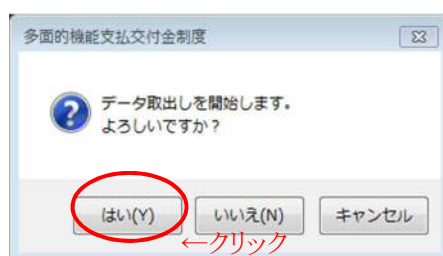 多面的機能支払交付金制度
データ取出しを開始します。
よろしいですか？
はい(Y)
いいえ(N)
キャンセル
←クリック